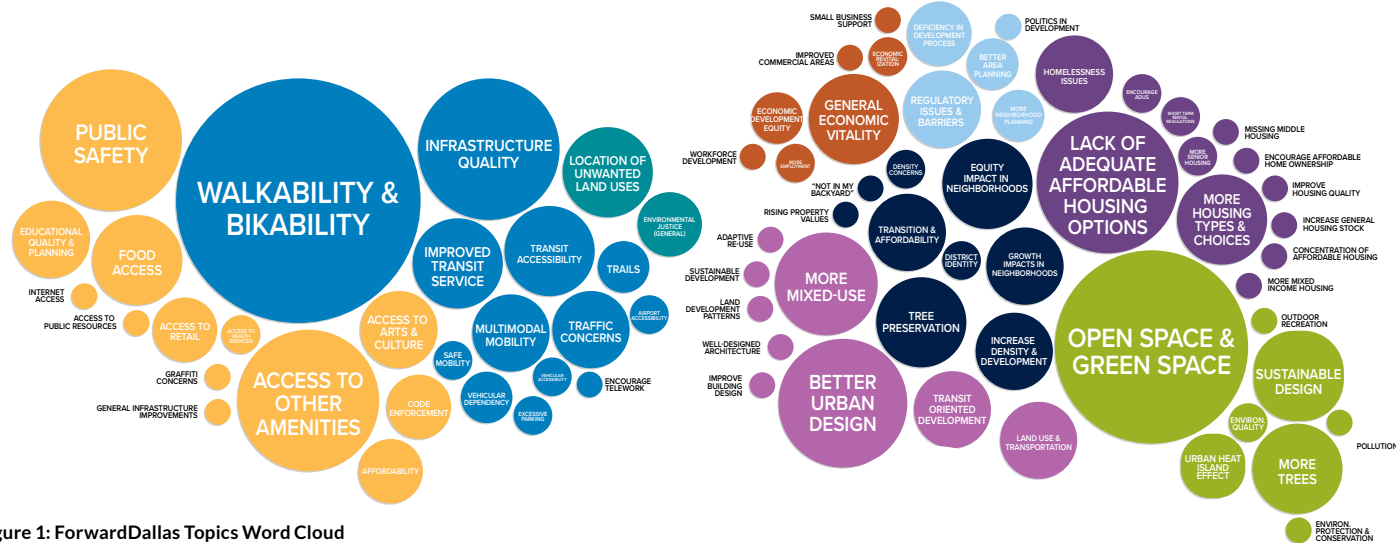 PUBLIC
SAFETY
WALKABILITY &
BIKABILITY
INFRASTRUCTURE
QUALITY
LOCATION OF
UNWANTED
LAND USES
ENVIRONMENTAL
JUSTICE
(GENERAL)
EDUCATIONAL
QUALITY &
PLANNING
FOOD
ACCESS
IMPROVED
TRANSIT
SERVICE
TRANSIT
ACCESSIBILITY
TRAILS
INTERNET
ACCESS
ACCESS TO
PUBLIC RESOURCES
ACCESS TO
RETAIL
ACCESS TO
HEALTH
SERVICES
ACCESS TO
ARTS &
CULTURE
MULTIMODAL
MOBILITY
TRAFFIC
CONCERNS
AIRPORT
ACCESSIBILITY
SAFE
MOBILITY
GRAFFITI
CONCERNS
GENERAL INFRASTRUCTURE
IMPROVEMENTS
ACCESS TO
OTHER
AMENITIES
CODE
ENFORCEMENT
VEHICULAR
DEPENDENCY
VEHICULAR
ACCESSIBILITY
ENCOURAGE
TELEWORK
EXCESSIVE
PARKING
AFFORDABILITY
SMALL BUSINESS
SUPPORT
IMPROVED
COMMERCIAL AREAS
ECONOMIC
REVITAL-
IZATION
DEFICIENCY IN
DEVELOPMENT
PROCESS
POLITICS IN
DEVELOPMENT
BETTER
AREA
PLANNING
HOMELESSNESS
ISSUES
ECONOMIC
DEVELOPMENT
EQUITY
GENERAL
ECONOMIC
VITALITY
REGULATORY
ISSUES &
BARRIERS
MORE
NEIGHBORHOOD
PLANNING
ENCOURAGE
ADUS
SHORT TERM
RENTAL
REGULATIONS
WORKFORCE
DEVELOPMENT
MORE
EMPLOYMENT
DENSITY
CONCERNS
EQUITY
IMPACT IN
NEIGHBORHOODS
LACK OF
ADEQUATE
AFFORDABLE
HOUSING
OPTIONS
MORE
SENIOR
HOUSING
MISSING MIDDLE
HOUSING
ENCOURAGE AFFORDABLE
HOME OWNERSHIP
IMPROVE
HOUSING QUALITY
MORE
HOUSING
TYPES &
CHOICES
INCREASE GENERAL
HOUSING STOCK
CONCENTRATION OF
AFFORDABLE HOUSING
MORE MIXED
INCOME HOUSING
"NOT IN MY
BACKYARD"
RISING PROPERTY
VALUES
TRANSITION &
AFFORDABILITY
DISTRICT
IDENTITY
GROWTH
IMPACTS IN
NEIGHBORHOODS
ADAPTIVE
RE-USE
SUSTAINABLE
DEVELOPMENT
MORE
MIXED-USE
LAND
DEVELOPMENT
PATTERNS
TREE
PRESERVATION
INCREASE
DENSITY &
DEVELOPMENT
WELL-DESIGNED
ARCHITECTURE
IMPROVE
BUILDING
DESIGN
BETTER
URBAN
DESIGN
TRANSIT
ORIENTED
DEVELOPMENT
LAND USE &
TRANSPORTATION
OPEN SPACE &
GREEN SPACE
OUTDOOR
RECREATION
SUSTAINABLE
DESIGN
ENVIRON.
QUALITY
POLLUTION
URBAN HEAT
ISLAND
EFFECT
MORE
TREES
ENVIRON.
PROTECTION &
CONSERVATION
gure 1: ForwardDallas Topics Word Cloud